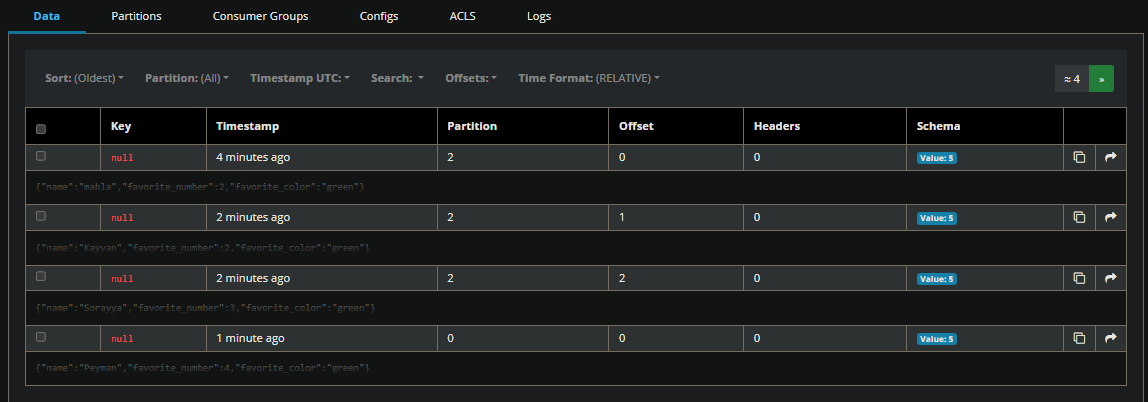 Data Partitions Consumer Groups Configs ACLS Logs
Sort: (Oldest) Partition: (All) Timestamp UTC: Search: Offsets: Time Format: (RELATIVE) ≈ 4 »
Key Timestamp Partition Offset Headers Schema
null 4 minutes ago 2 0 0 Value: 5
{"name":"mahla","favorite_number":2,"favorite_color":"green"}
null 2 minutes ago 2 1 0 Value: 5
{"name":"Kayvan","favorite_number":2,"favorite_color":"green"}
null 2 minutes ago 2 2 0 Value: 5
{"name":"Sorayya","favorite_number":3,"favorite_color":"green"}
null 1 minute ago 0 0 0 Value: 5
{"name":"Peyman","favorite_number":4,"favorite_color":"green"}